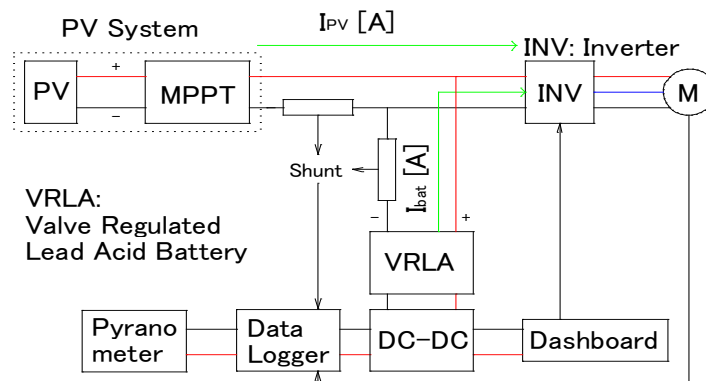 PV System
IPV [A]
INV: Inverter
+
PV
MPPT
−
−
INV
M
Shunt
Ibat [A]
VRLA:
Valve Regulated
Lead Acid Battery
−
+
VRLA
Pyrano
meter
Data
Logger
DC−DC
Dashboard